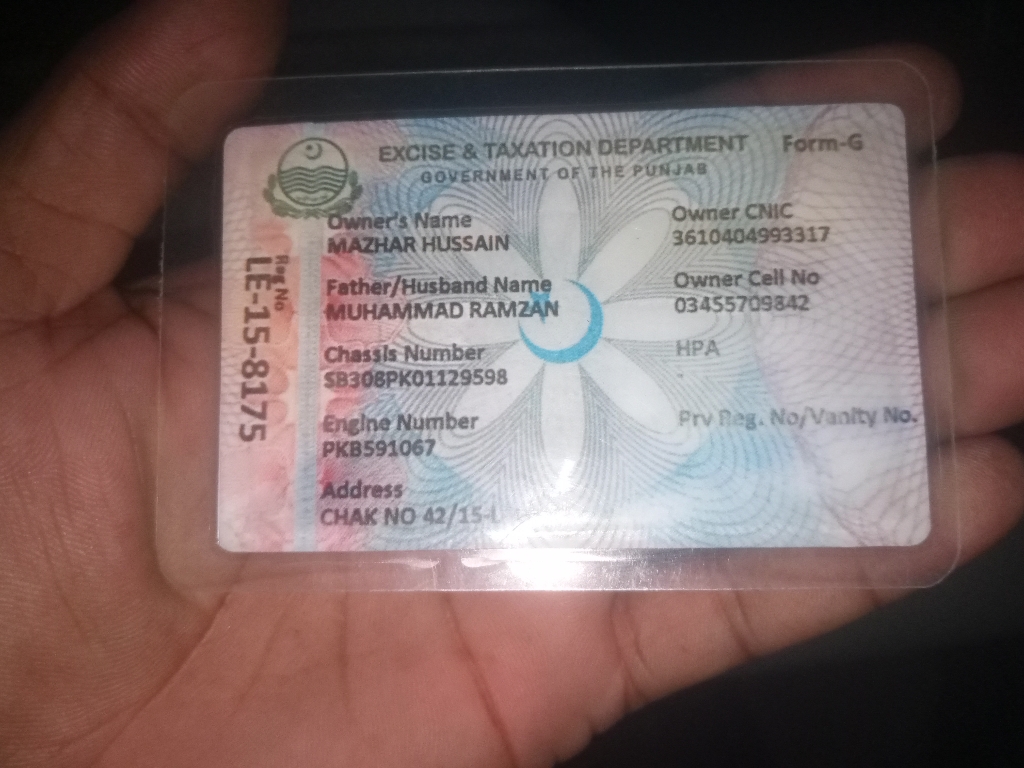 EXCISE & TAXATION DEPARTMENT Form-G
GOVERNMENT OF THE PUNJAB
Reg No
LE-15-8175
Owner's Name
MAZHAR HUSSAIN
Father/Husband Name
MUHAMMAD RAMZAN
Chassis Number
SB308PK01129598
Engine Number
PKB591067
Address
CHAK NO 42/15-L
Owner CNIC
3610404993317
Owner Cell No
03455709842
HPA
Prv Reg. No/Vanity No.